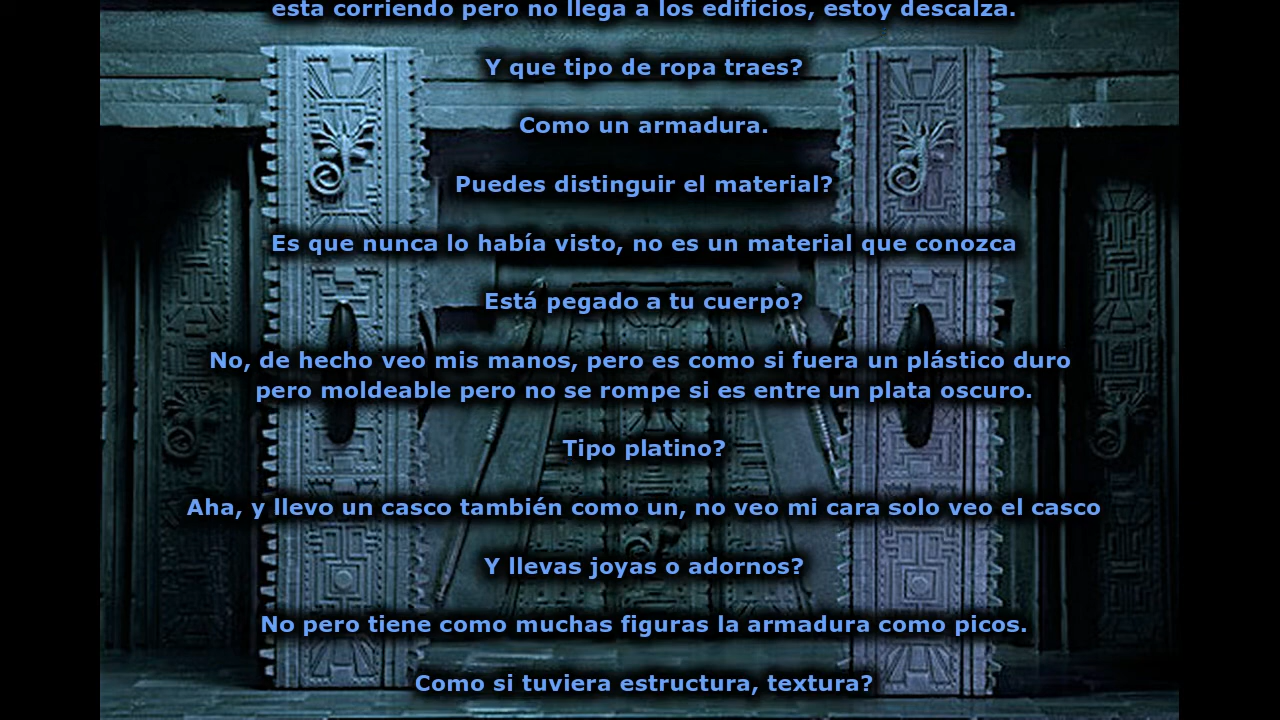 esta corriendo pero no llega a los edificios, estoy descalza.
Y que tipo de ropa traes?
Como un armadura.
Puedes distinguir el material?
Es que nunca lo había visto, no es un material que conozca
Está pegado a tu cuerpo?
No, de hecho veo mis manos, pero es como si fuera un plástico duro
pero moldeable pero no se rompe si es entre un plata oscuro.
Tipo platino?
Aha, y llevo un casco también como un, no veo mi cara solo veo el casco
Y llevas joyas o adornos?
No pero tiene como muchas figuras la armadura como picos.
Como si tuviera estructura, textura?